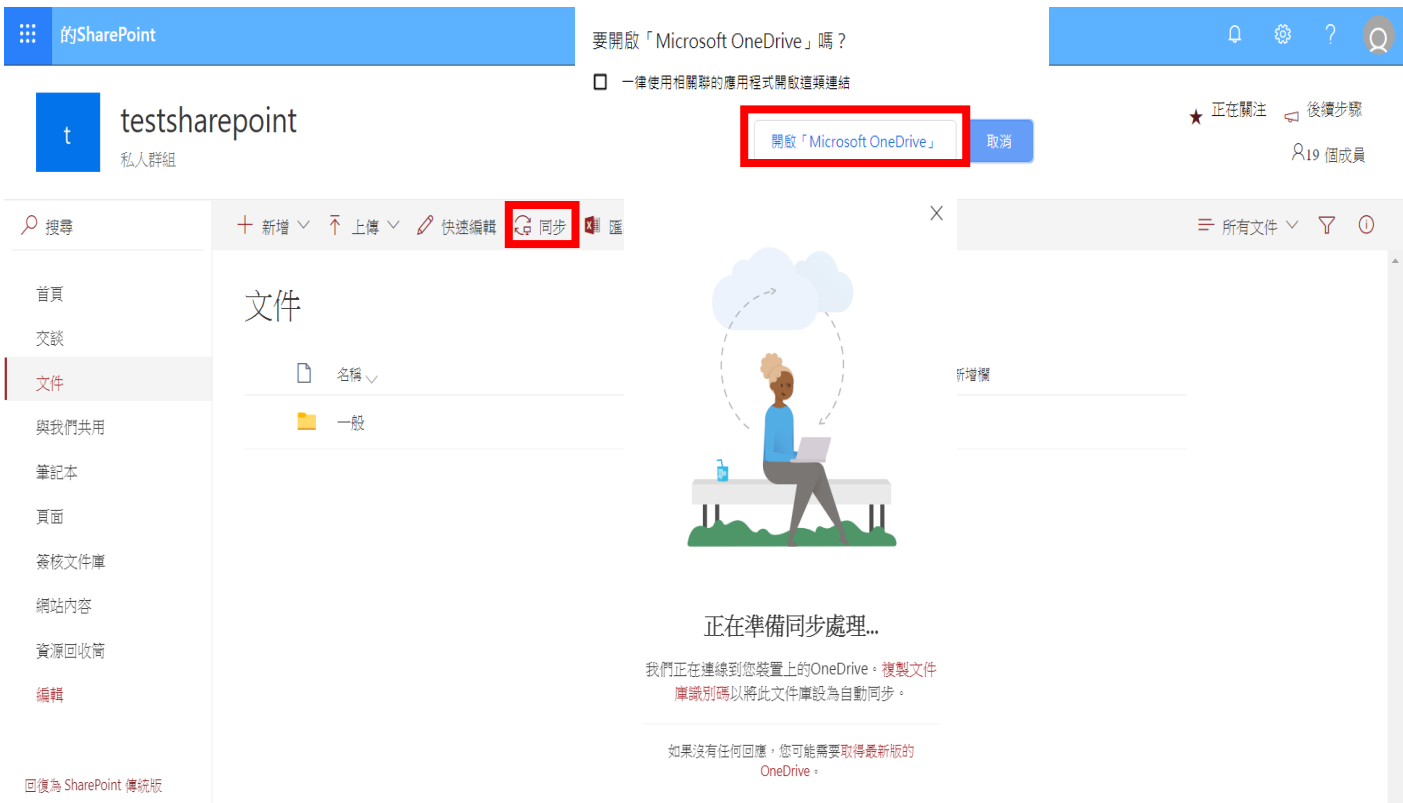 的SharePoint
要開啟「Microsoft OneDrive」嗎？
一律使用相關聯的應用程式開啟這類連結
開啟「Microsoft OneDrive」
取消
t
testsharepoint
私人群組
正在關注
後續步驟
19 個成員
搜尋
新增
上傳
快速編輯
同步
匯
所有文件
首頁
交談
文件
與我們共用
筆記本
頁面
簽核文件庫
網站內容
資源回收筒
編輯
回復為 SharePoint 傳統版
文件
名稱
新增欄
一般
正在準備同步處理...
我們正在連線到您裝置上的OneDrive。複製文件
庫識別碼以將此文件庫設為自動同步。
如果沒有任何回應，您可能需要取得最新版的
OneDrive。